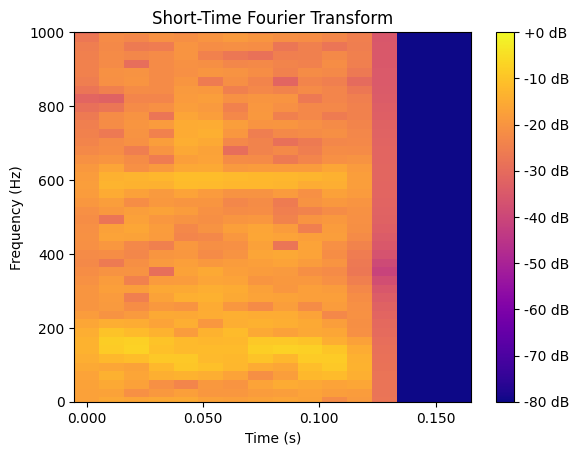 Short-Time Fourier Transform
Frequency (Hz)
1000
800
600
400
200
0
0.000
0.050
0.100
0.150
Time (s)
+0 dB
-10 dB
-20 dB
-30 dB
-40 dB
-50 dB
-60 dB
-70 dB
-80 dB